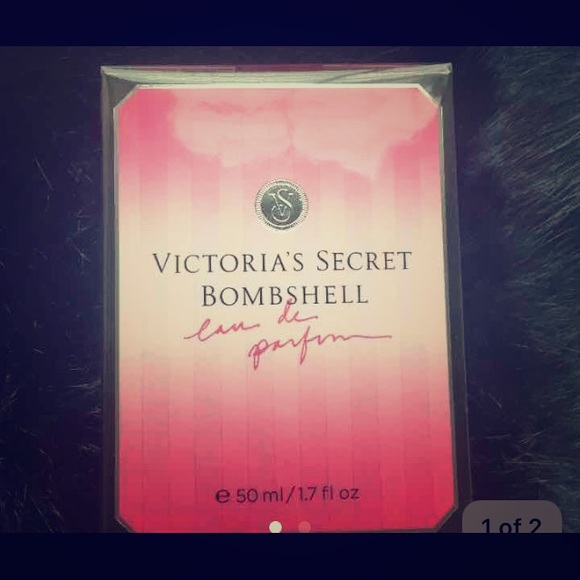 VS
VICTORIA'S SECRET
BOMBSHELL
eau de
parfum
℮ 50 ml/1.7 fl oz
1 of 2